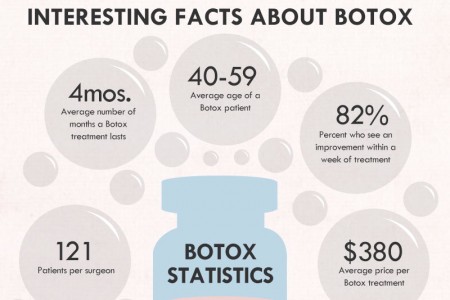 INTERESTING FACTS ABOUT BOTOX
4mos.
Average number of
months a Botox
treatment lasts
40-59
Average age of a
Botox patient
82%
Percent who see an
improvement within a
week of treatment
121
Patients per surgeon
BOTOX
STATISTICS
$380
Average price per
Botox treatment